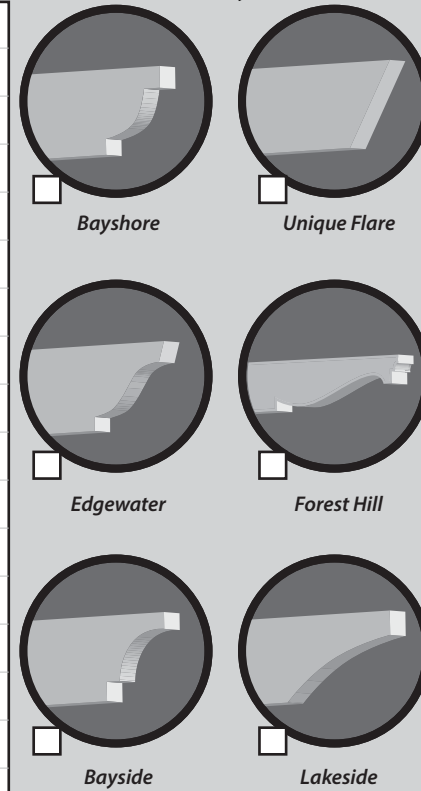 Bayshore
Unique Flare
Edgewater
Forest Hill
Bayside
Lakeside